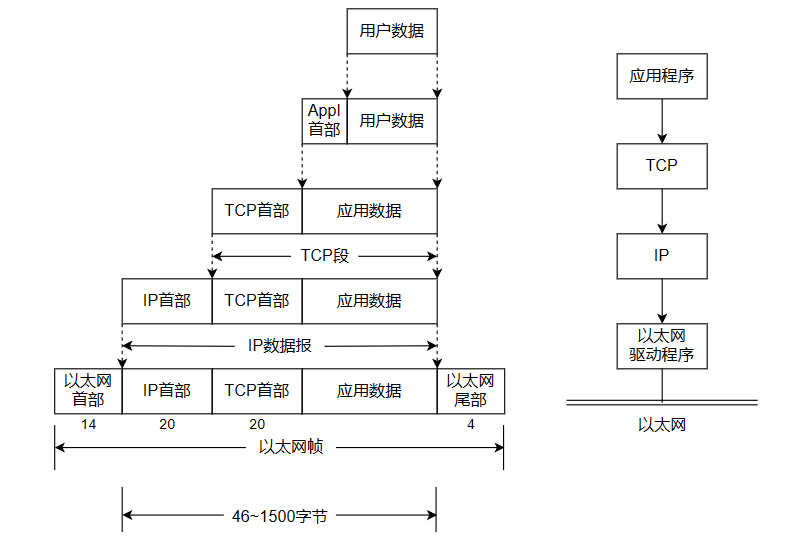 用户数据
Appl
首部
用户数据
TCP首部
应用数据
TCP段
IP首部
TCP首部
应用数据
IP数据报
以太网
首部
IP首部
TCP首部
应用数据
以太网
尾部
14
20
20
4
以太网帧
46~1500字节
应用程序
TCP
IP
以太网
驱动程序
以太网